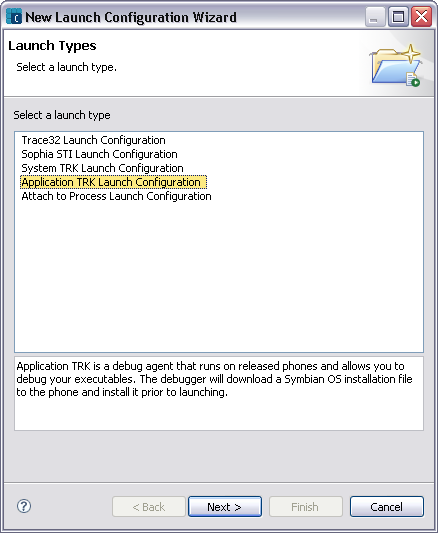 New Launch Configuration Wizard
Launch Types
Select a launch type.
Select a launch type
Trace32 Launch Configuration
Sophia STI Launch Configuration
System TRK Launch Configuration
Application TRK Launch Configuration
Attach to Process Launch Configuration
Application TRK is a debug agent that runs on released phones and allows you to
debug your executables. The debugger will download a Symbian OS installation file
to the phone and install it prior to launching.
? < Back Next > Finish Cancel